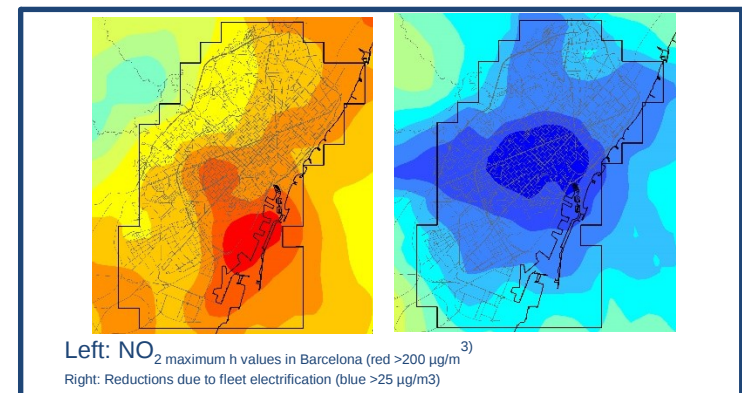 Left: NO2 maximum h values in Barcelona (red >200 µg/m3)
Right: Reductions due to fleet electrification (blue >25 µg/m3)